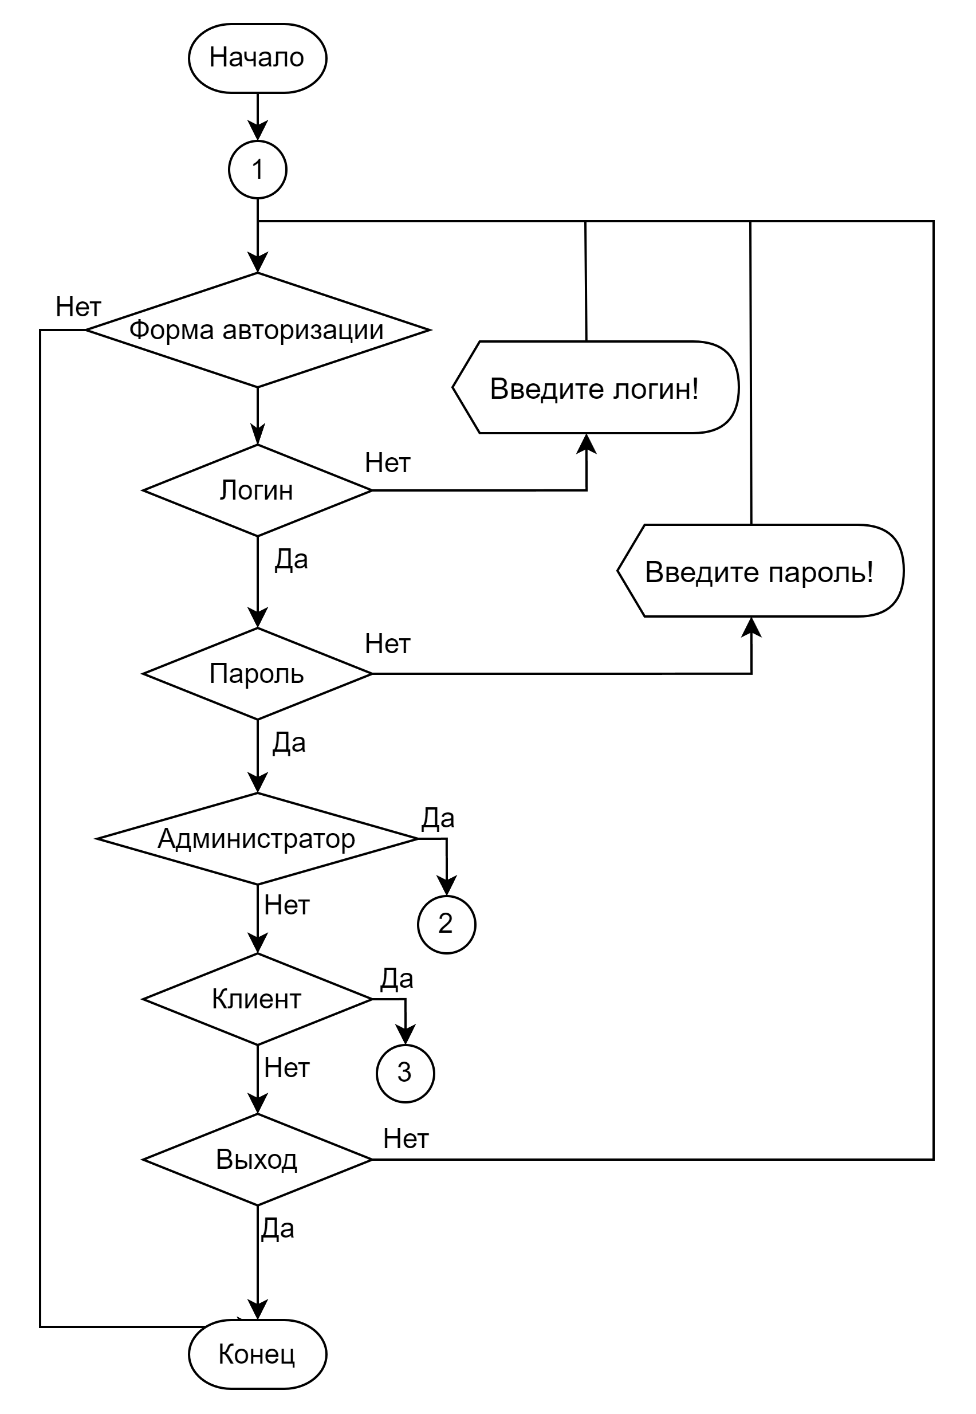 Начало
1
Нет
Форма авторизации
Введите логин!
Нет
Логин
Да
Введите пароль!
Нет
Пароль
Да
Да
Администратор
Нет
2
Да
Клиент
Нет
3
Нет
Выход
Да
Конец